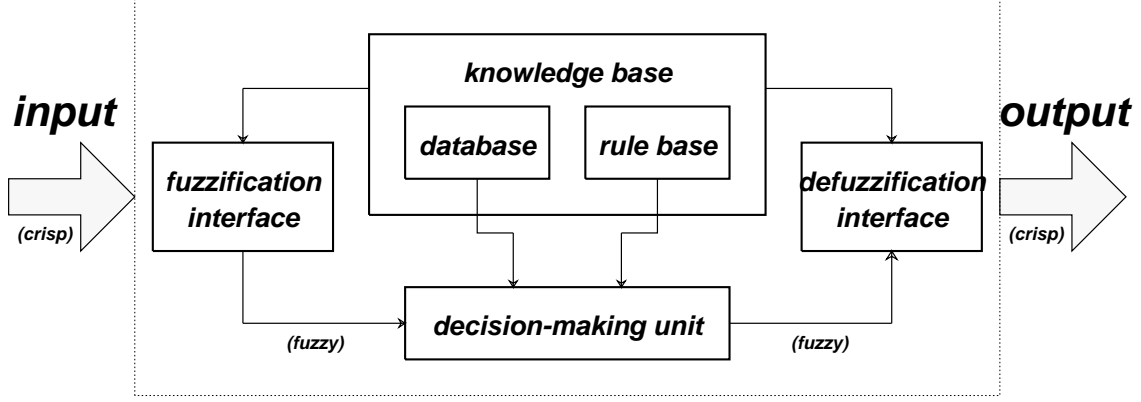 knowledge base
input
output
database
rule base
fuzzification
interface
defuzzification
interface
(crisp)
(crisp)
decision-making unit
(fuzzy)
(fuzzy)